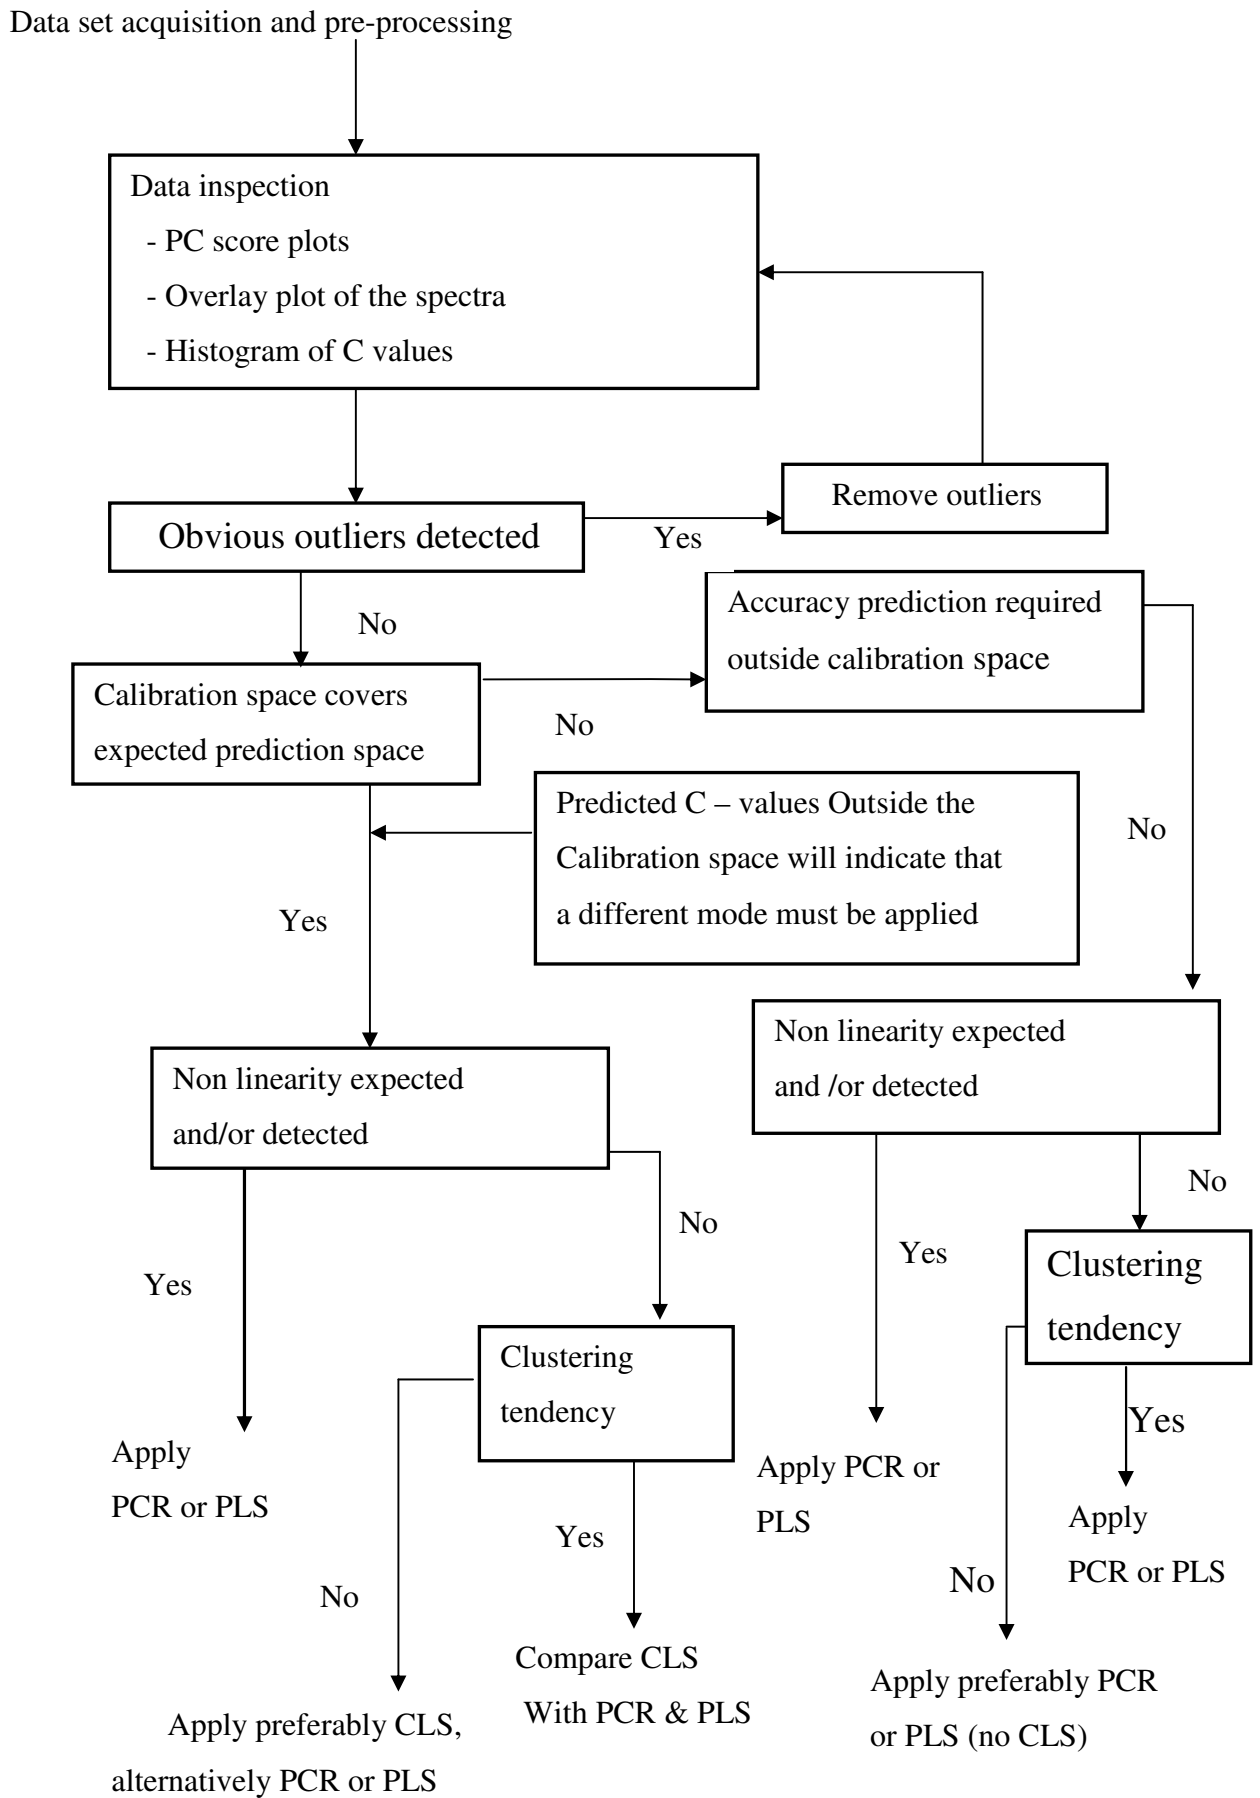 Data set acquisition and pre-processing
Data inspection
- PC score plots
- Overlay plot of the spectra
- Histogram of C values
Remove outliers
Obvious outliers detected
Yes
No
Accuracy prediction required
outside calibration space
Calibration space covers
expected prediction space
No
Predicted C – values Outside the
Calibration space will indicate that
a different mode must be applied
No
Yes
Non linearity expected
and /or detected
Non linearity expected
and/or detected
No
No
Yes
Yes
Clustering
tendency
Clustering
tendency
Yes
Apply
PCR or PLS
Apply PCR or
PLS
Apply
PCR or PLS
Yes
No
No
Compare CLS
With PCR & PLS
Apply preferably PCR
or PLS (no CLS)
Apply preferably CLS,
alternatively PCR or PLS